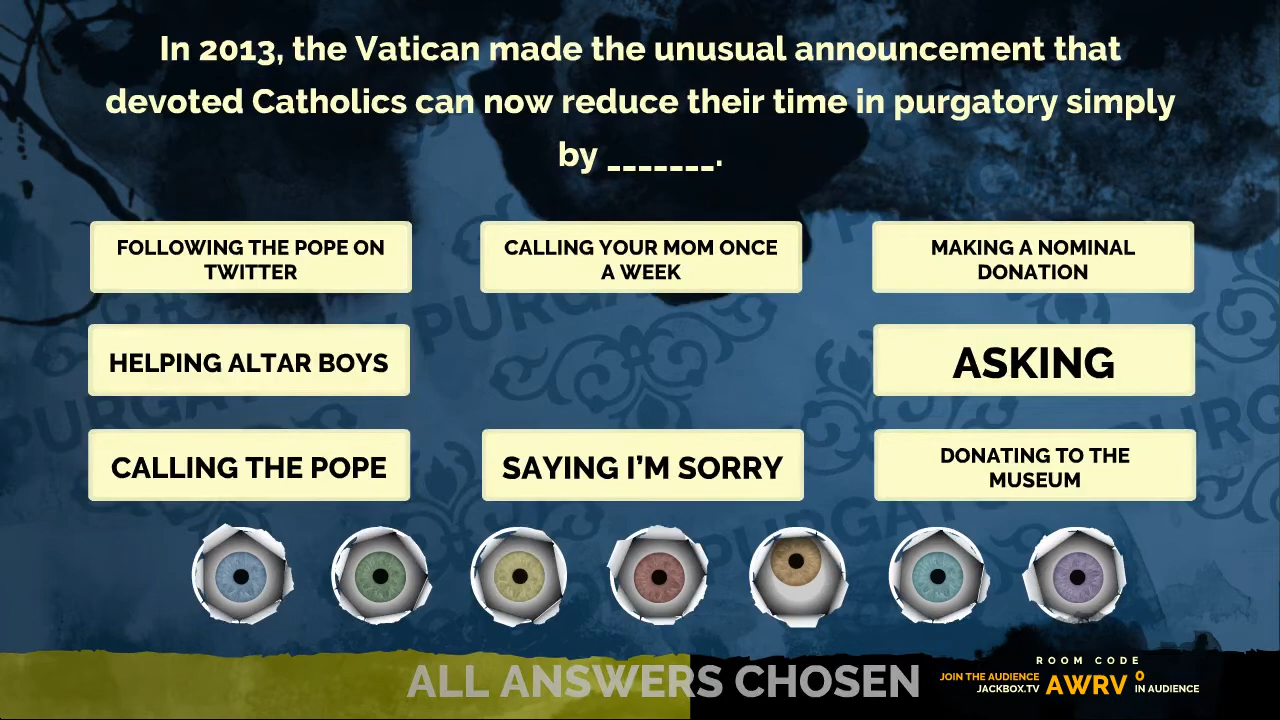 In 2013, the Vatican made the unusual announcement that
devoted Catholics can now reduce their time in purgatory simply
by _______.
FOLLOWING THE POPE ON
TWITTER
CALLING YOUR MOM ONCE
A WEEK
MAKING A NOMINAL
DONATION
HELPING ALTAR BOYS
ASKING
CALLING THE POPE
SAYING I'M SORRY
DONATING TO THE
MUSEUM
ALL ANSWERS CHOSEN
ROOM CODE
JOIN THE AUDIENCE
JACKBOX.TV
AWRV
0
IN AUDIENCE